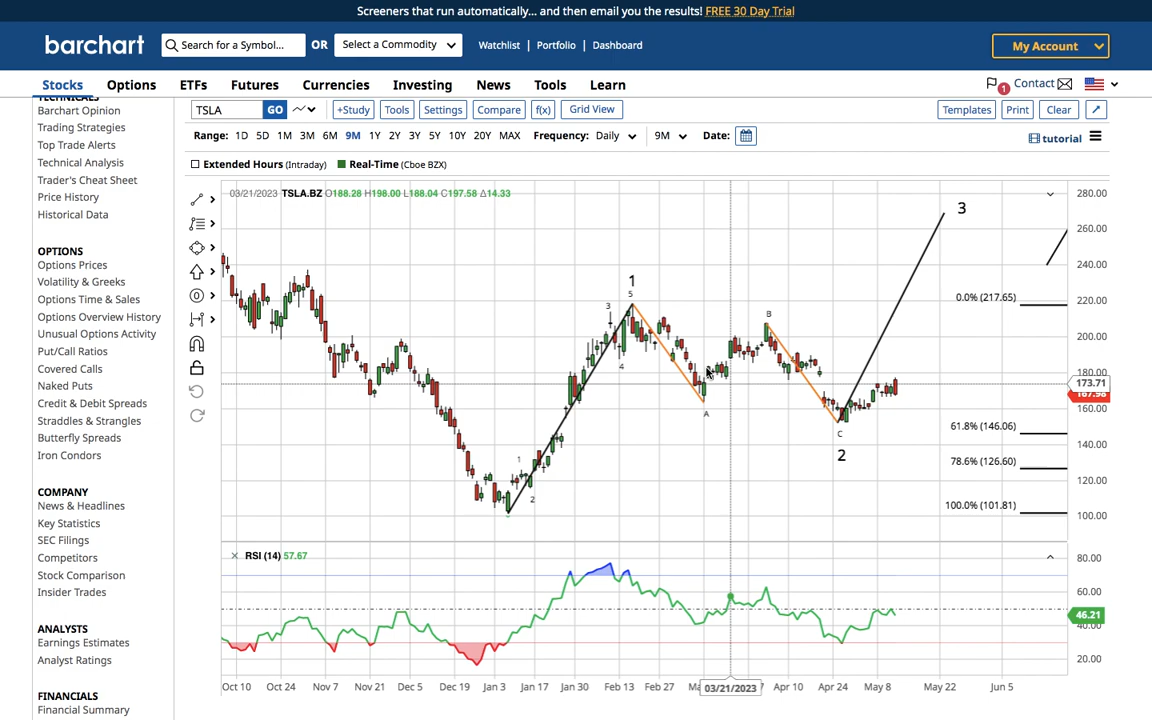 Screeners that run automatically... and then email you the results! FREE 30 Day Trial
barchart Search for a Symbol... OR Select a Commodity Watchlist | Portfolio | Dashboard My Account
Stocks Options ETFs Futures Currencies Investing News Tools Learn 1 Contact
TECHNICALS
Barchart Opinion
Trading Strategies
Top Trade Alerts
Technical Analysis
Trader's Cheat Sheet
Price History
Historical Data
OPTIONS
Options Prices
Volatility & Greeks
Options Time & Sales
Options Overview History
Unusual Options Activity
Put/Call Ratios
Covered Calls
Naked Puts
Credit & Debit Spreads
Straddles & Strangles
Butterfly Spreads
Iron Condors
COMPANY
News & Headlines
Key Statistics
SEC Filings
Competitors
Stock Comparison
Insider Trades
ANALYSTS
Earnings Estimates
Analyst Ratings
FINANCIALS
Financial Summary
TSLA GO +Study Tools Settings Compare f(x) Grid View Templates Print Clear
Range: 1D 5D 1M 3M 6M 9M 1Y 2Y 3Y 5Y 10Y 20Y MAX Frequency: Daily 9M Date: tutorial
Extended Hours (Intraday) Real-Time (Cboe BZX)
03/21/2023 TSLA.BZ O188.28 H198.00 L188.04 C197.58 Δ14.33
280.00
260.00
240.00
220.00
200.00
180.00
173.71
167.98
160.00
140.00
120.00
100.00
3
1
5
3
4
B
A
C
2
1
2
0.0% (217.65)
61.8% (146.06)
78.6% (126.60)
100.0% (101.81)
× RSI (14) 57.67
80.00
60.00
46.21
40.00
20.00
Oct 10 Oct 24 Nov 7 Nov 21 Dec 5 Dec 19 Jan 3 Jan 17 Jan 30 Feb 13 Feb 27 Ma 03/21/2023 7 Apr 10 Apr 24 May 8 May 22 Jun 5